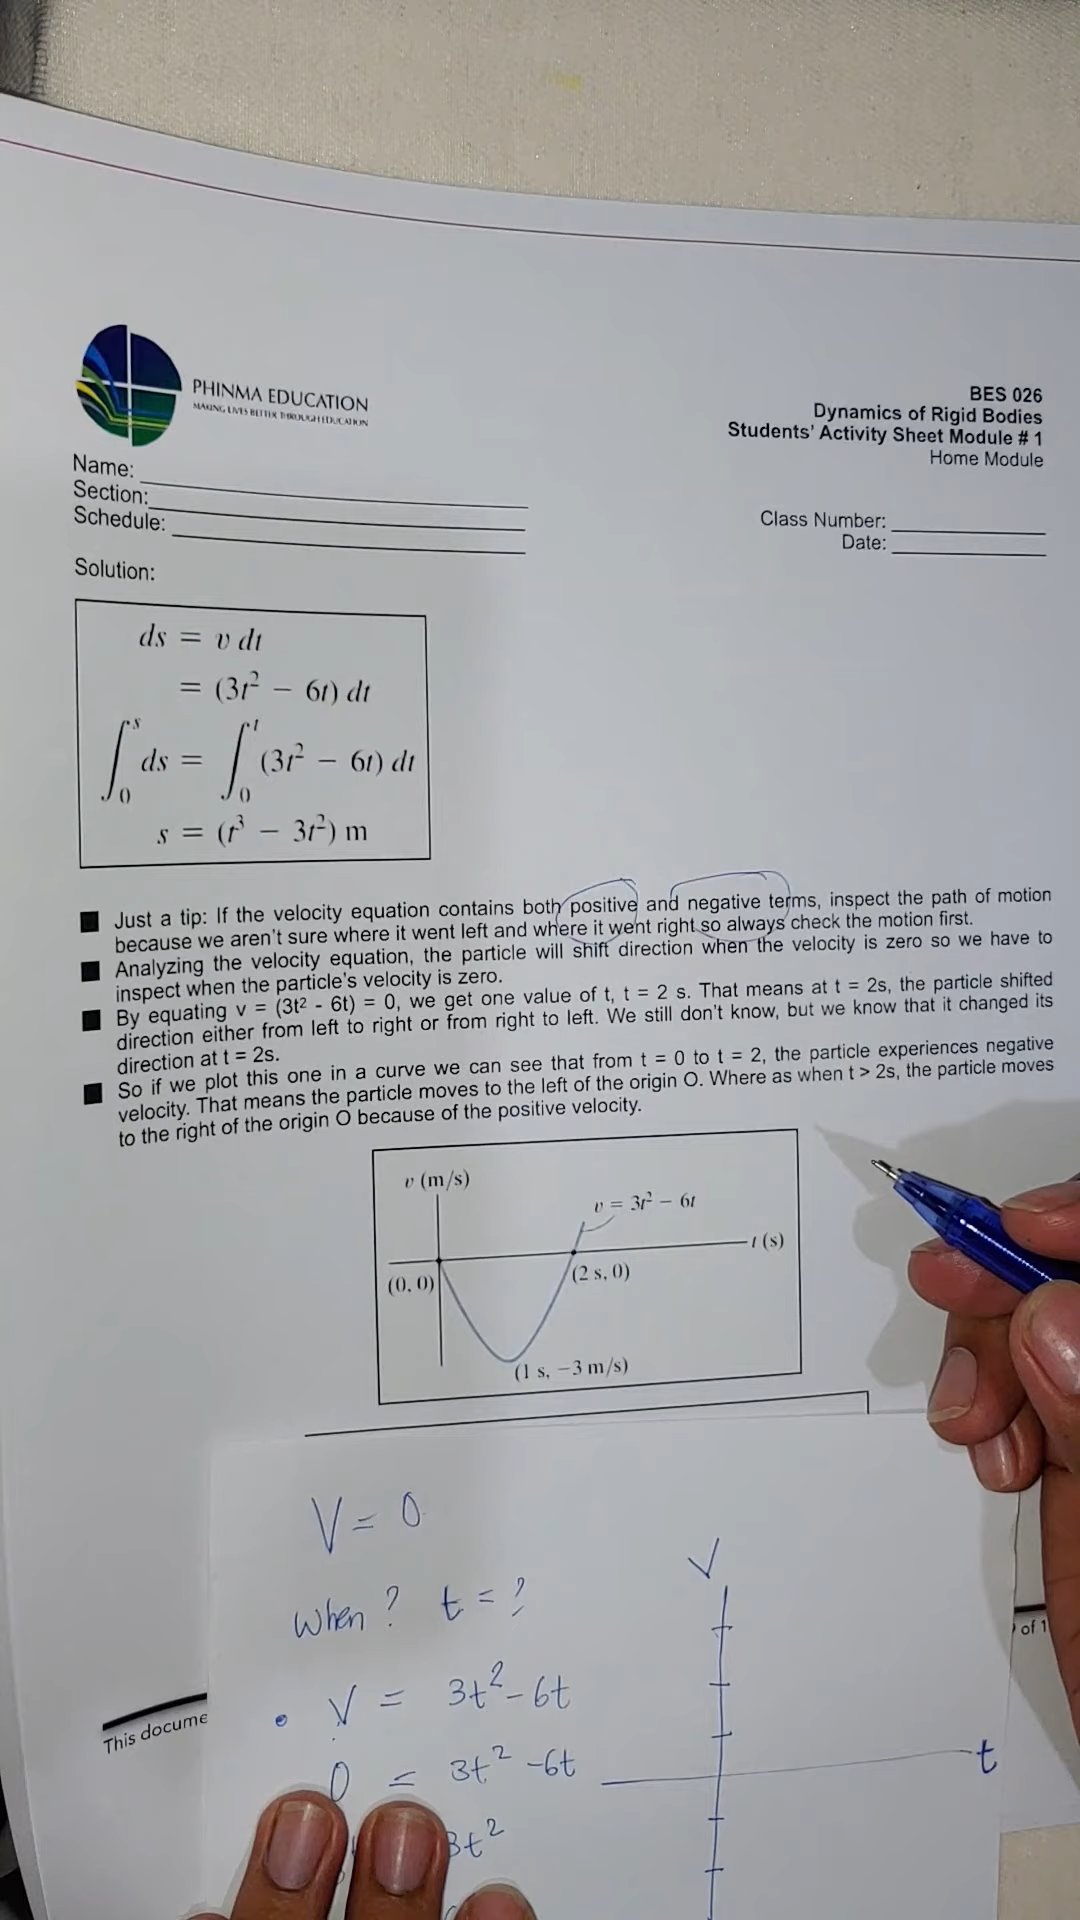 PHINMA EDUCATION
MAKING LIVES BETTER THROUGH EDUCATION
BES 026
Dynamics of Rigid Bodies
Students' Activity Sheet Module # 1
Home Module
Name:
Section:
Schedule:
Class Number:
Date:
Solution:
ds = v dt
= (3t² − 6t) dt
∫₀ˢ ds = ∫₀ᵗ (3t² − 6t) dt
s = (t³ − 3t²) m
■ Just a tip: If the velocity equation contains both positive and negative terms, inspect the path of motion
because we aren't sure where it went left and where it went right so always check the motion first.
■ Analyzing the velocity equation, the particle will shift direction when the velocity is zero so we have to
inspect when the particle's velocity is zero.
■ By equating v = (3t² - 6t) = 0, we get one value of t, t = 2 s. That means at t = 2s, the particle shifted
direction either from left to right or from right to left. We still don't know, but we know that it changed its
direction at t = 2s.
■ So if we plot this one in a curve we can see that from t = 0 to t = 2, the particle experiences negative
velocity. That means the particle moves to the left of the origin O. Where as when t > 2s, the particle moves
to the right of the origin O because of the positive velocity.
v (m/s)
v = 3t² − 6t
t (s)
(0, 0)
(2 s, 0)
(1 s, −3 m/s)
V = 0
When ? t = ?
V = 3t² - 6t
0 = 3t² - 6t
3t²
V
t
of 1
This docume